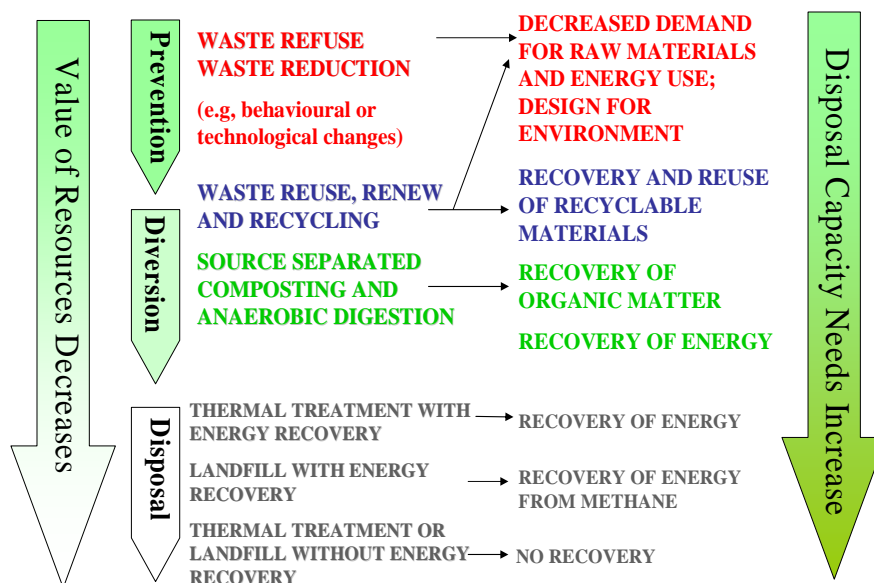 Value of Resources Decreases
Prevention
WASTE REFUSE
WASTE REDUCTION
(e.g, behavioural or
technological changes)
DECREASED DEMAND
FOR RAW MATERIALS
AND ENERGY USE;
DESIGN FOR
ENVIRONMENT
Diversion
WASTE REUSE, RENEW
AND RECYCLING
RECOVERY AND REUSE
OF RECYCLABLE
MATERIALS
SOURCE SEPARATED
COMPOSTING AND
ANAEROBIC DIGESTION
RECOVERY OF
ORGANIC MATTER
RECOVERY OF ENERGY
Disposal
THERMAL TREATMENT WITH
ENERGY RECOVERY
RECOVERY OF ENERGY
LANDFILL WITH ENERGY
RECOVERY
RECOVERY OF ENERGY
FROM METHANE
THERMAL TREATMENT OR
LANDFILL WITHOUT ENERGY
RECOVERY
NO RECOVERY
Disposal Capacity Needs Increase